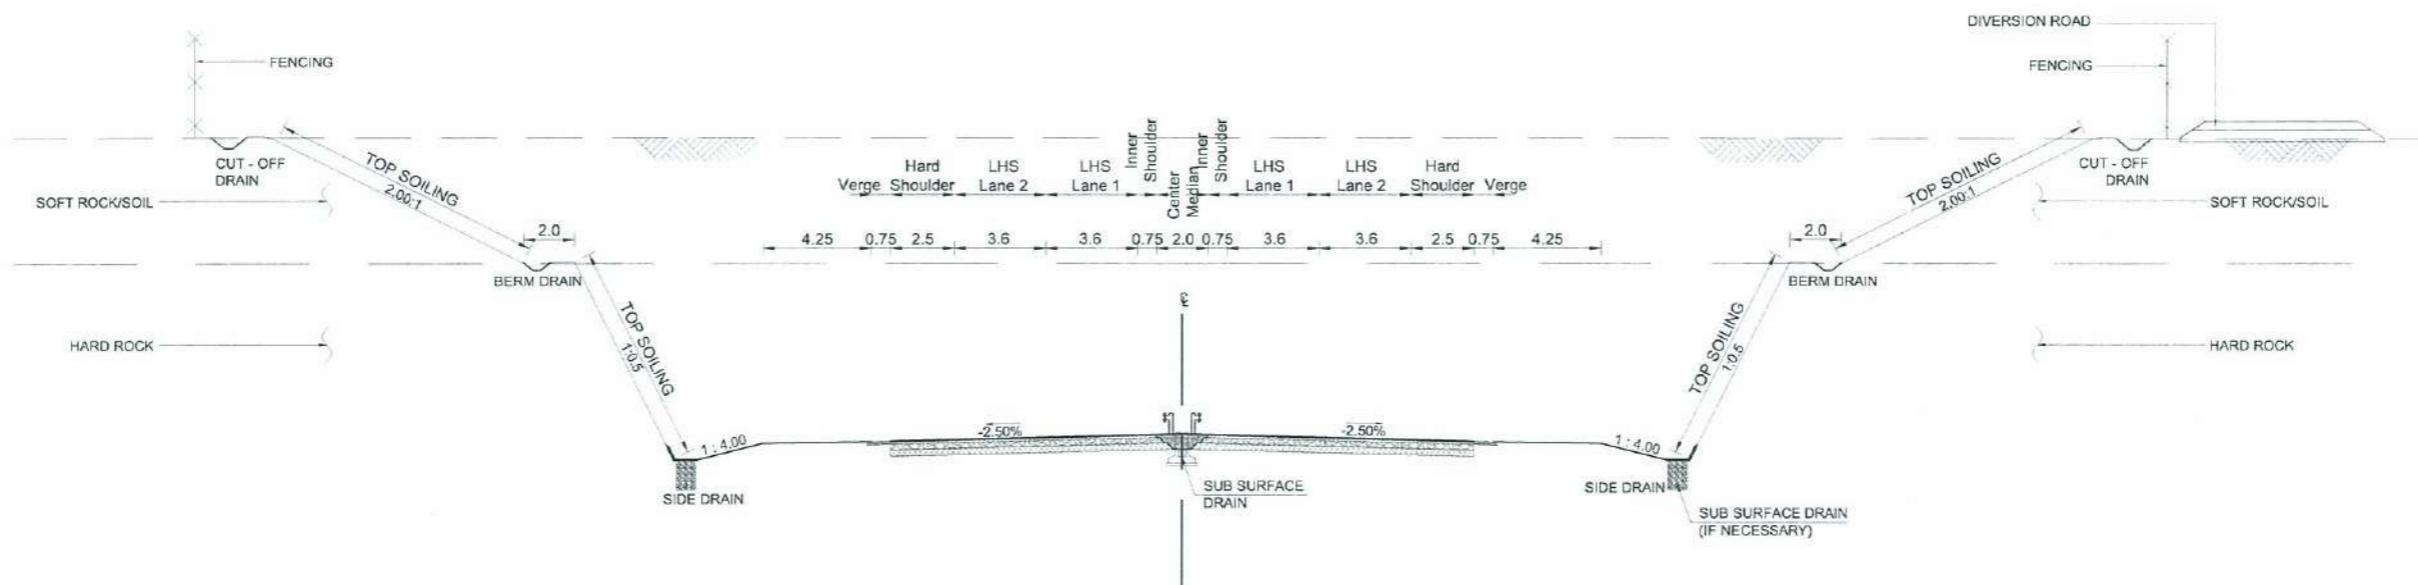 DIVERSION ROAD
FENCING
FENCING
CUT - OFF
DRAIN
TOP SOILING
2.00:1
SOFT ROCK/SOIL
Verge
Hard
Shoulder
LHS
Lane 2
LHS
Lane 1
Inner
Shoulder
Center
Median
Inner
Shoulder
LHS
Lane 1
LHS
Lane 2
Hard
Shoulder
Verge
TOP SOILING
2.00:1
CUT - OFF
DRAIN
SOFT ROCK/SOIL
2.0
4.25 0.75 2.5 3.6 3.6 0.75 2.0 0.75 3.6 3.6 2.5 0.75 4.25
2.0
BERM DRAIN
BERM DRAIN
TOP SOILING
1:0.5
HARD ROCK
TOP SOILING
1:0.5
HARD ROCK
1 : 4.00
-2.50%
-2.50%
1 : 4.00
SIDE DRAIN
SUB SURFACE
DRAIN
SIDE DRAIN
SUB SURFACE DRAIN
(IF NECESSARY)